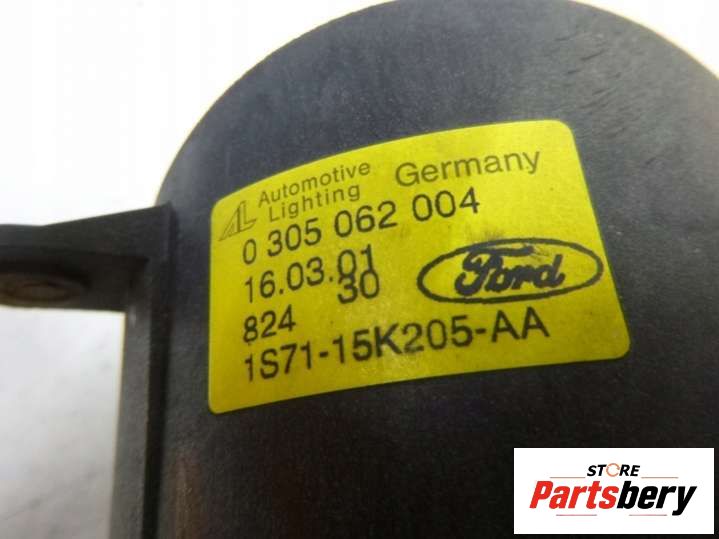 AL Automotive Lighting Germany
0 305 062 004
16.03.01
824 30 Ford
1S71-15K205-AA
STORE
Partsbery